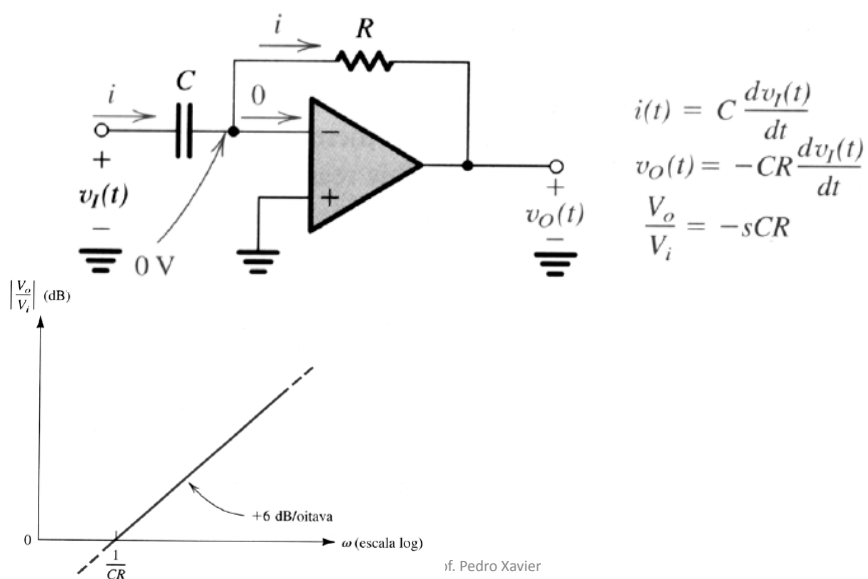 i
R
C
i
0
−
+
+
v_I(t)
−
0 V
+
v_O(t)
−
i(t) = C dv_I(t)/dt
v_O(t) = −CR dv_I(t)/dt
V_o/V_i = −sCR
|V_o/V_i| (dB)
+6 dB/oitava
0
1/CR
ω (escala log)
of. Pedro Xavier